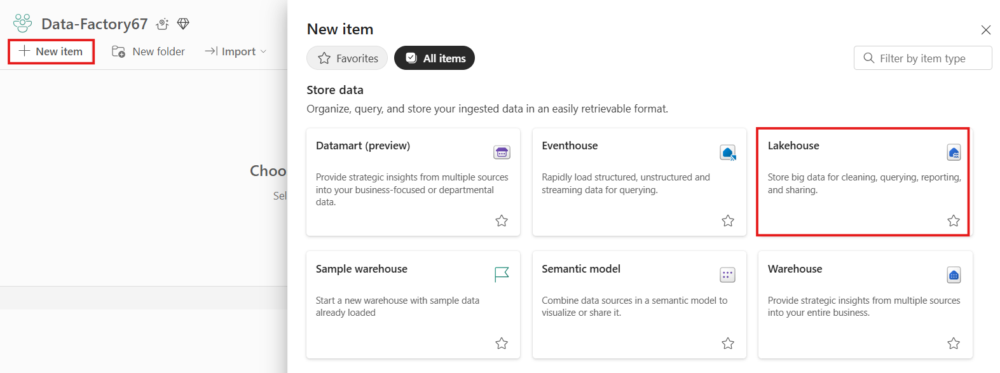 Data-Factory67
New item
New folder
Import
Choo
Sel
New item
Favorites
All items
Filter by item type
Store data
Organize, query, and store your ingested data in an easily retrievable format.
Datamart (preview)
Provide strategic insights from multiple sources
into your business-focused or departmental
data.
Eventhouse
Rapidly load structured, unstructured and
streaming data for querying.
Lakehouse
Store big data for cleaning, querying, reporting,
and sharing.
Sample warehouse
Start a new warehouse with sample data
already loaded
Semantic model
Combine data sources in a semantic model to
visualize or share it.
Warehouse
Provide strategic insights from multiple sources
into your entire business.